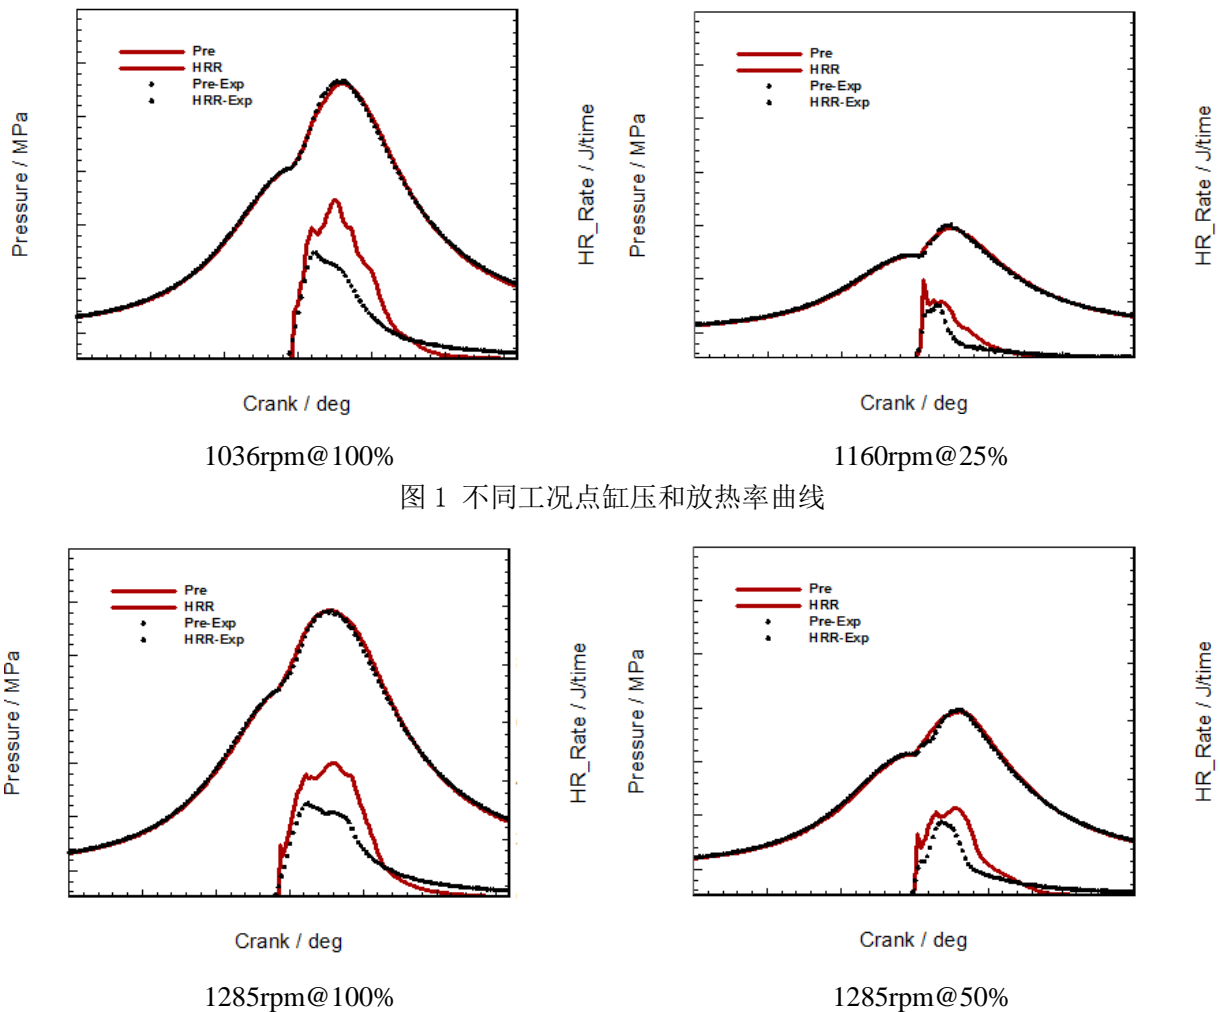 Pre
HRR
Pre-Exp
HRR-Exp
Pressure / MPa
HR_Rate / J/time
Crank / deg
1036rpm@100%
Pre
HRR
Pre-Exp
HRR-Exp
Pressure / MPa
HR_Rate / J/time
Crank / deg
1160rpm@25%
图 1 不同工况点缸压和放热率曲线
Pre
HRR
Pre-Exp
HRR-Exp
Pressure / MPa
HR_Rate / J/time
Crank / deg
1285rpm@100%
Pre
HRR
Pre-Exp
HRR-Exp
Pressure / MPa
HR_Rate / J/time
Crank / deg
1285rpm@50%